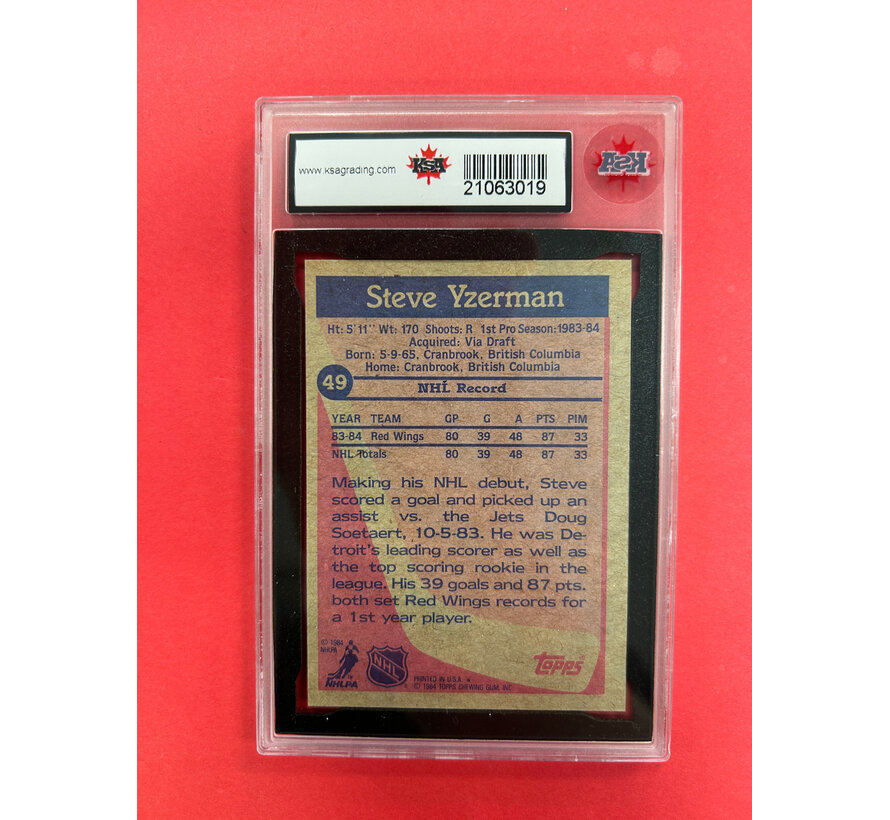 www.ksagrading.com KSA
21063019
KSA
Steve Yzerman
Ht: 5'11" Wt: 170 Shoots: R 1st Pro Season: 1983-84
Acquired: Via Draft
Born: 5-9-65, Cranbrook, British Columbia
Home: Cranbrook, British Columbia
49 NHL Record
YEAR TEAM GP G A PTS PIM
83-84 Red Wings 80 39 48 87 33
NHL Totals 80 39 48 87 33
Making his NHL debut, Steve
scored a goal and picked up an
assist vs. the Jets Doug
Soetaert, 10-5-83. He was De-
troit's leading scorer as well as
the top scoring rookie in the
league. His 39 goals and 87 pts.
both set Red Wings records for
a 1st year player.
© 1984
NHLPA
NHLPA
NHL
PRINTED IN U.S.A. *
© 1984 TOPPS CHEWING GUM, INC.
Topps